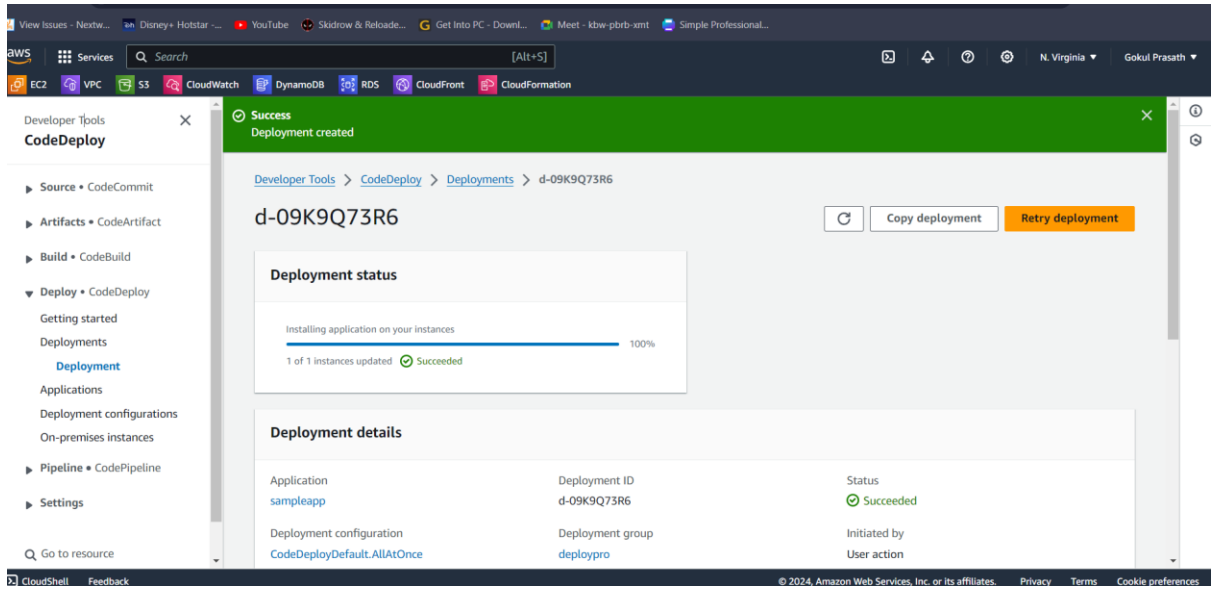 View Issues - Nextw... Disney+ Hotstar -... YouTube Skidrow & Reloade... Get Into PC - Downl... Meet - kbw-pbrb-xmt Simple Professional...
aws Services Search [Alt+S] N. Virginia Gokul Prasath
EC2 VPC S3 CloudWatch DynamoDB RDS CloudFront CloudFormation
Developer Tools
CodeDeploy
Source • CodeCommit
Artifacts • CodeArtifact
Build • CodeBuild
Deploy • CodeDeploy
Getting started
Deployments
Deployment
Applications
Deployment configurations
On-premises instances
Pipeline • CodePipeline
Settings
Go to resource
Success
Deployment created
Developer Tools > CodeDeploy > Deployments > d-09K9Q73R6
d-09K9Q73R6
Copy deployment
Retry deployment
Deployment status
Installing application on your instances
100%
1 of 1 instances updated Succeeded
Deployment details
Application
sampleapp
Deployment ID
d-09K9Q73R6
Status
Succeeded
Deployment configuration
CodeDeployDefault.AllAtOnce
Deployment group
deploypro
Initiated by
User action
CloudShell Feedback © 2024, Amazon Web Services, Inc. or its affiliates. Privacy Terms Cookie preferences